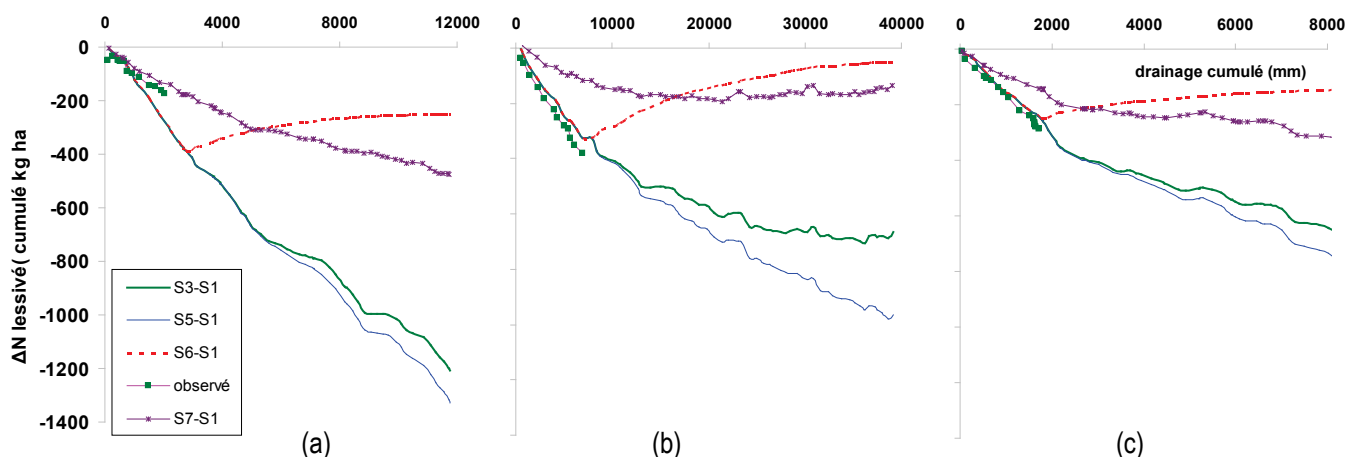 0 4000 8000 12000
0 10000 20000 30000 40000
0 2000 4000 6000 8000
drainage cumulé (mm)
ΔN lessivé( cumulé kg ha
0
-200
-400
-600
-800
-1000
-1200
-1400
S3-S1
S5-S1
S6-S1
observé
S7-S1
(a) (b) (c)